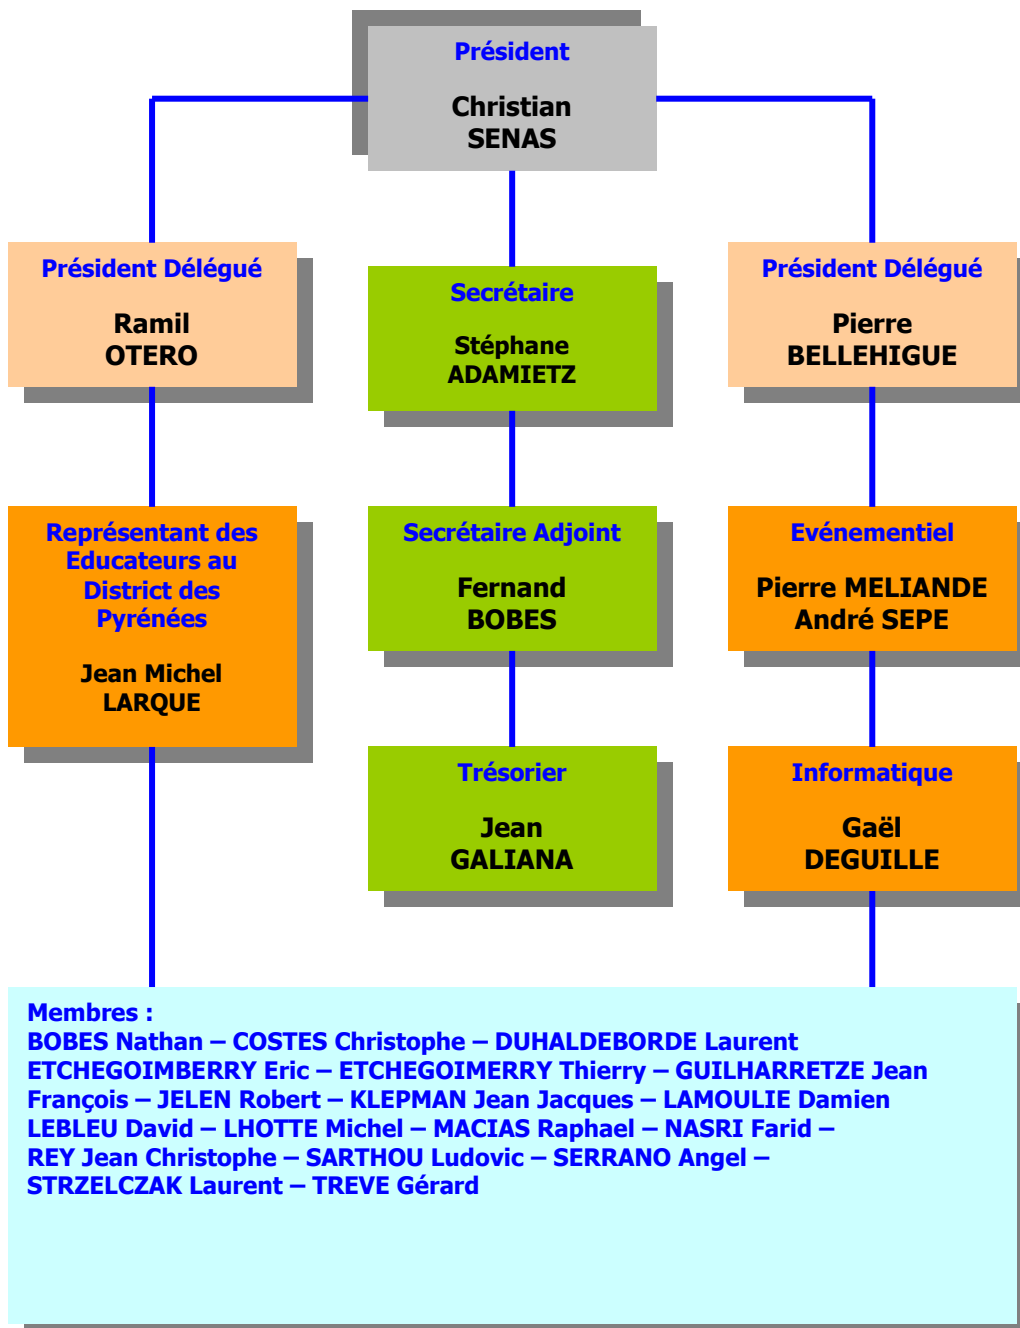 Président
Christian
SENAS
Président Délégué
Ramil
OTERO
Secrétaire
Stéphane
ADAMIETZ
Président Délégué
Pierre
BELLEHIGUE
Représentant des
Educateurs au
District des
Pyrénées
Jean Michel
LARQUE
Secrétaire Adjoint
Fernand
BOBES
Evénementiel
Pierre MELIANDE
André SEPE
Trésorier
Jean
GALIANA
Informatique
Gaël
DEGUILLE
Membres :
BOBES Nathan – COSTES Christophe – DUHALDEBORDE Laurent
ETCHEGOIMBERRY Eric – ETCHEGOIMERRY Thierry – GUILHARRETZE Jean
François – JELEN Robert – KLEPMAN Jean Jacques – LAMOULIE Damien
LEBLEU David – LHOTTE Michel – MACIAS Raphael – NASRI Farid –
REY Jean Christophe – SARTHOU Ludovic – SERRANO Angel –
STRZELCZAK Laurent – TREVE Gérard